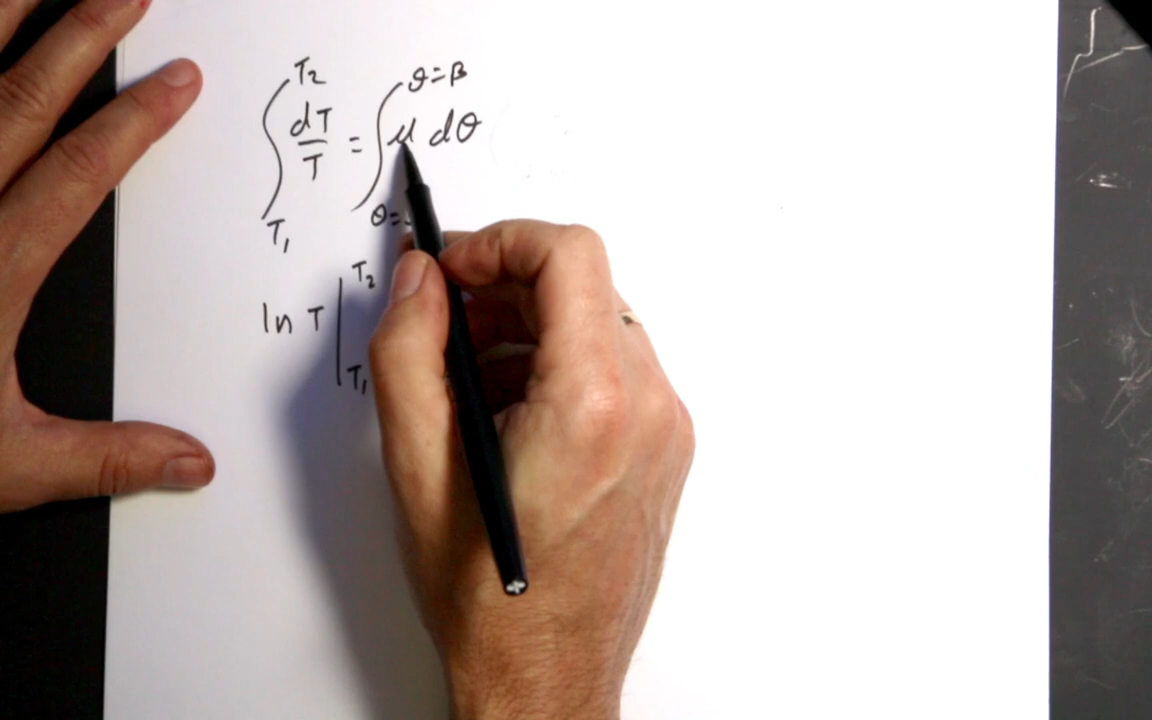 ∫_{T₁}^{T₂} dT/T = ∫_{θ=}^{θ=β} μ dθ
ln T |_{T₁}^{T₂}